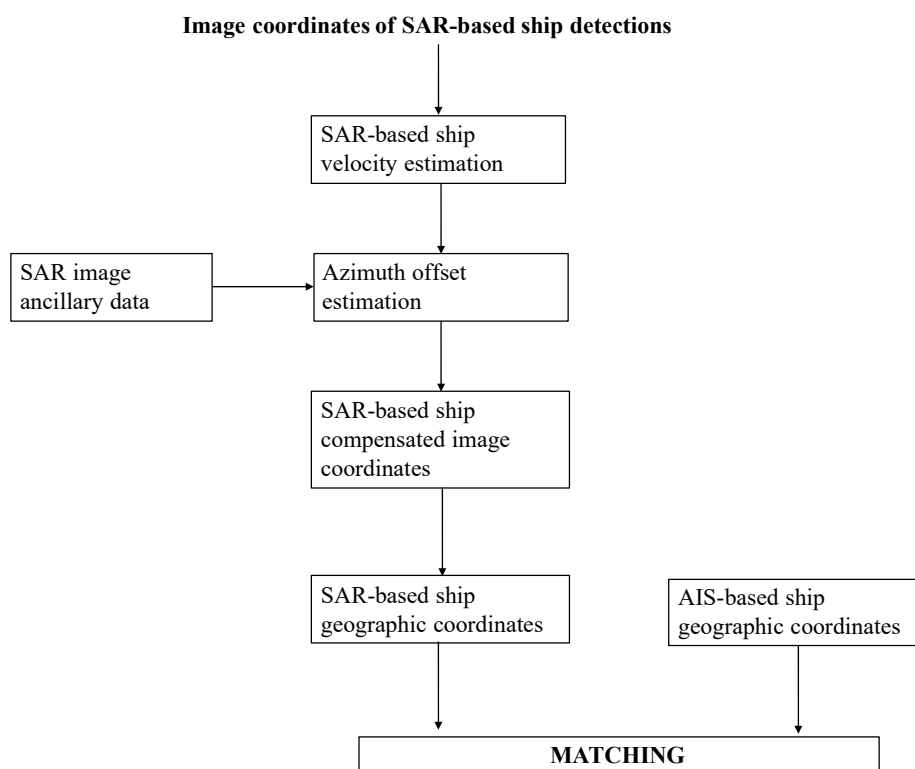 Image coordinates of SAR-based ship detections
SAR-based ship
velocity estimation
SAR image
ancillary data
Azimuth offset
estimation
SAR-based ship
compensated image
coordinates
SAR-based ship
geographic coordinates
AIS-based ship
geographic coordinates
MATCHING